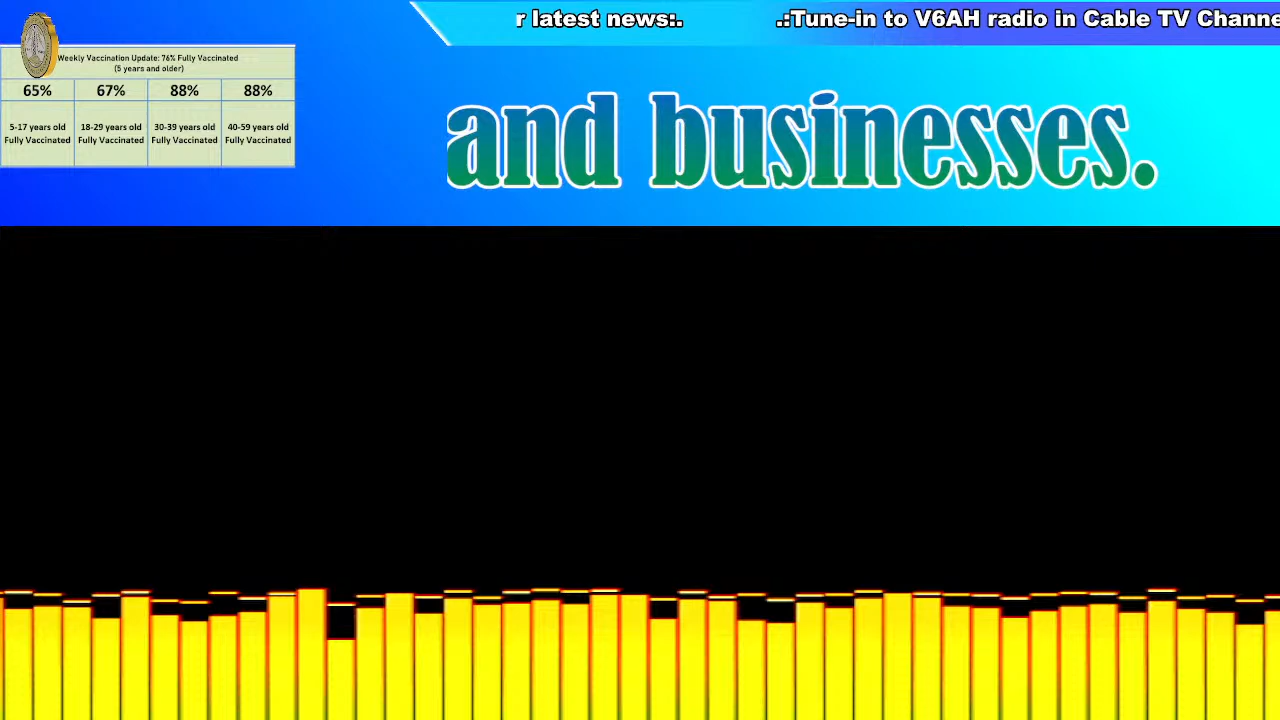 r latest news:.
.:Tune-in to V6AH radio in Cable TV Channe
Weekly Vaccination Update: 76% Fully Vaccinated
(5 years and older)
65% 67% 88% 88%
5-17 years old 18-29 years old 30-39 years old 40-59 years old
Fully Vaccinated Fully Vaccinated Fully Vaccinated Fully Vaccinated
and businesses.